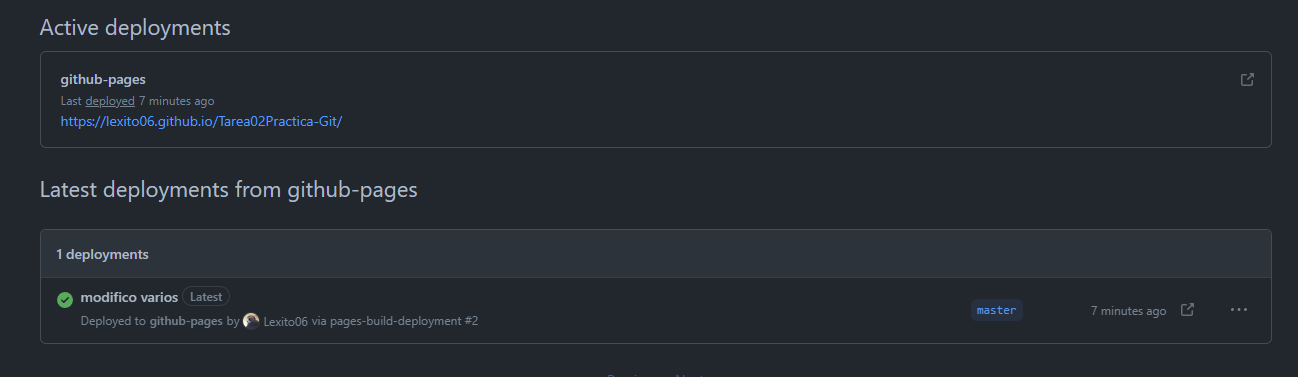 Active deployments
github-pages
Last deployed 7 minutes ago
https://lexito06.github.io/Tarea02Practica-Git/
Latest deployments from github-pages
1 deployments
modifico varios Latest
Deployed to github-pages by Lexito06 via pages-build-deployment #2
master
7 minutes ago